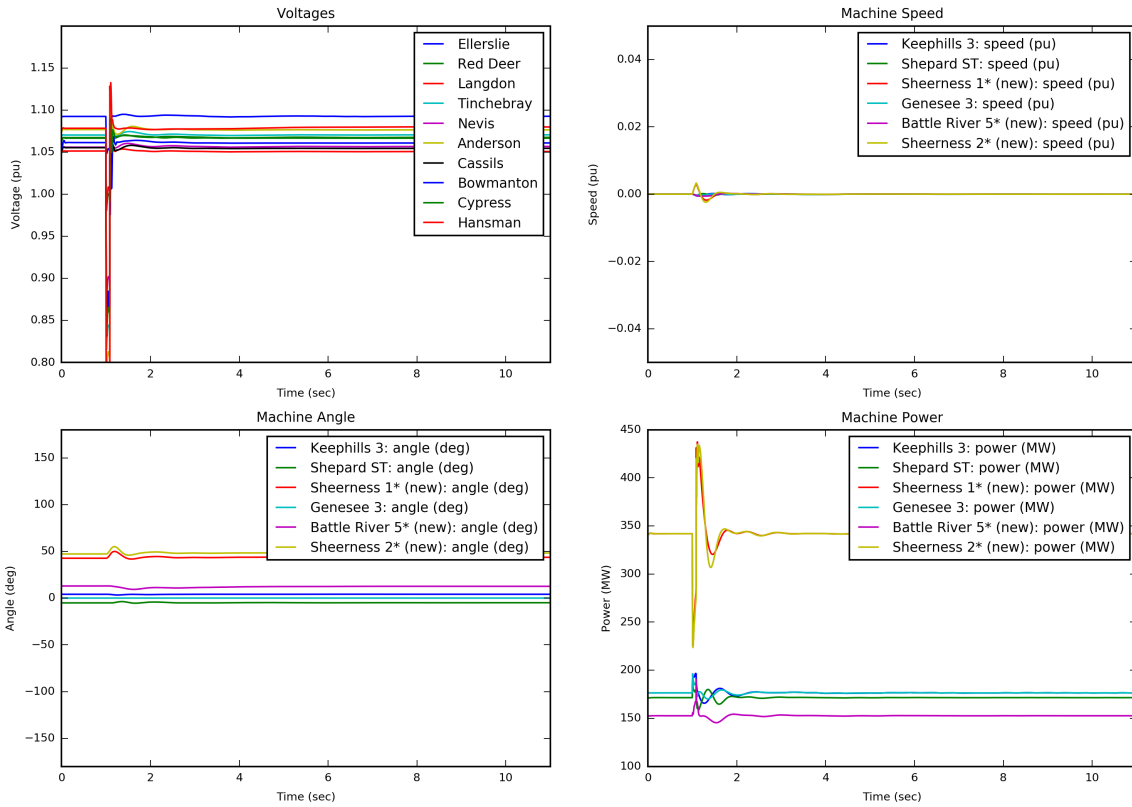 Voltages
1.15
1.10
1.05
1.00
0.95
0.90
0.85
0.80
Voltage (pu)
Ellerslie
Red Deer
Langdon
Tinchebray
Nevis
Anderson
Cassils
Bowmanton
Cypress
Hansman
0 2 4 6 8 10
Time (sec)
Machine Speed
0.04
0.02
0.00
−0.02
−0.04
Speed (pu)
Keephills 3: speed (pu)
Shepard ST: speed (pu)
Sheerness 1* (new): speed (pu)
Genesee 3: speed (pu)
Battle River 5* (new): speed (pu)
Sheerness 2* (new): speed (pu)
0 2 4 6 8 10
Time (sec)
Machine Angle
150
100
50
0
−50
−100
−150
Angle (deg)
Keephills 3: angle (deg)
Shepard ST: angle (deg)
Sheerness 1* (new): angle (deg)
Genesee 3: angle (deg)
Battle River 5* (new): angle (deg)
Sheerness 2* (new): angle (deg)
0 2 4 6 8 10
Time (sec)
Machine Power
450
400
350
300
250
200
150
100
Power (MW)
Keephills 3: power (MW)
Shepard ST: power (MW)
Sheerness 1* (new): power (MW)
Genesee 3: power (MW)
Battle River 5* (new): power (MW)
Sheerness 2* (new): power (MW)
0 2 4 6 8 10
Time (sec)